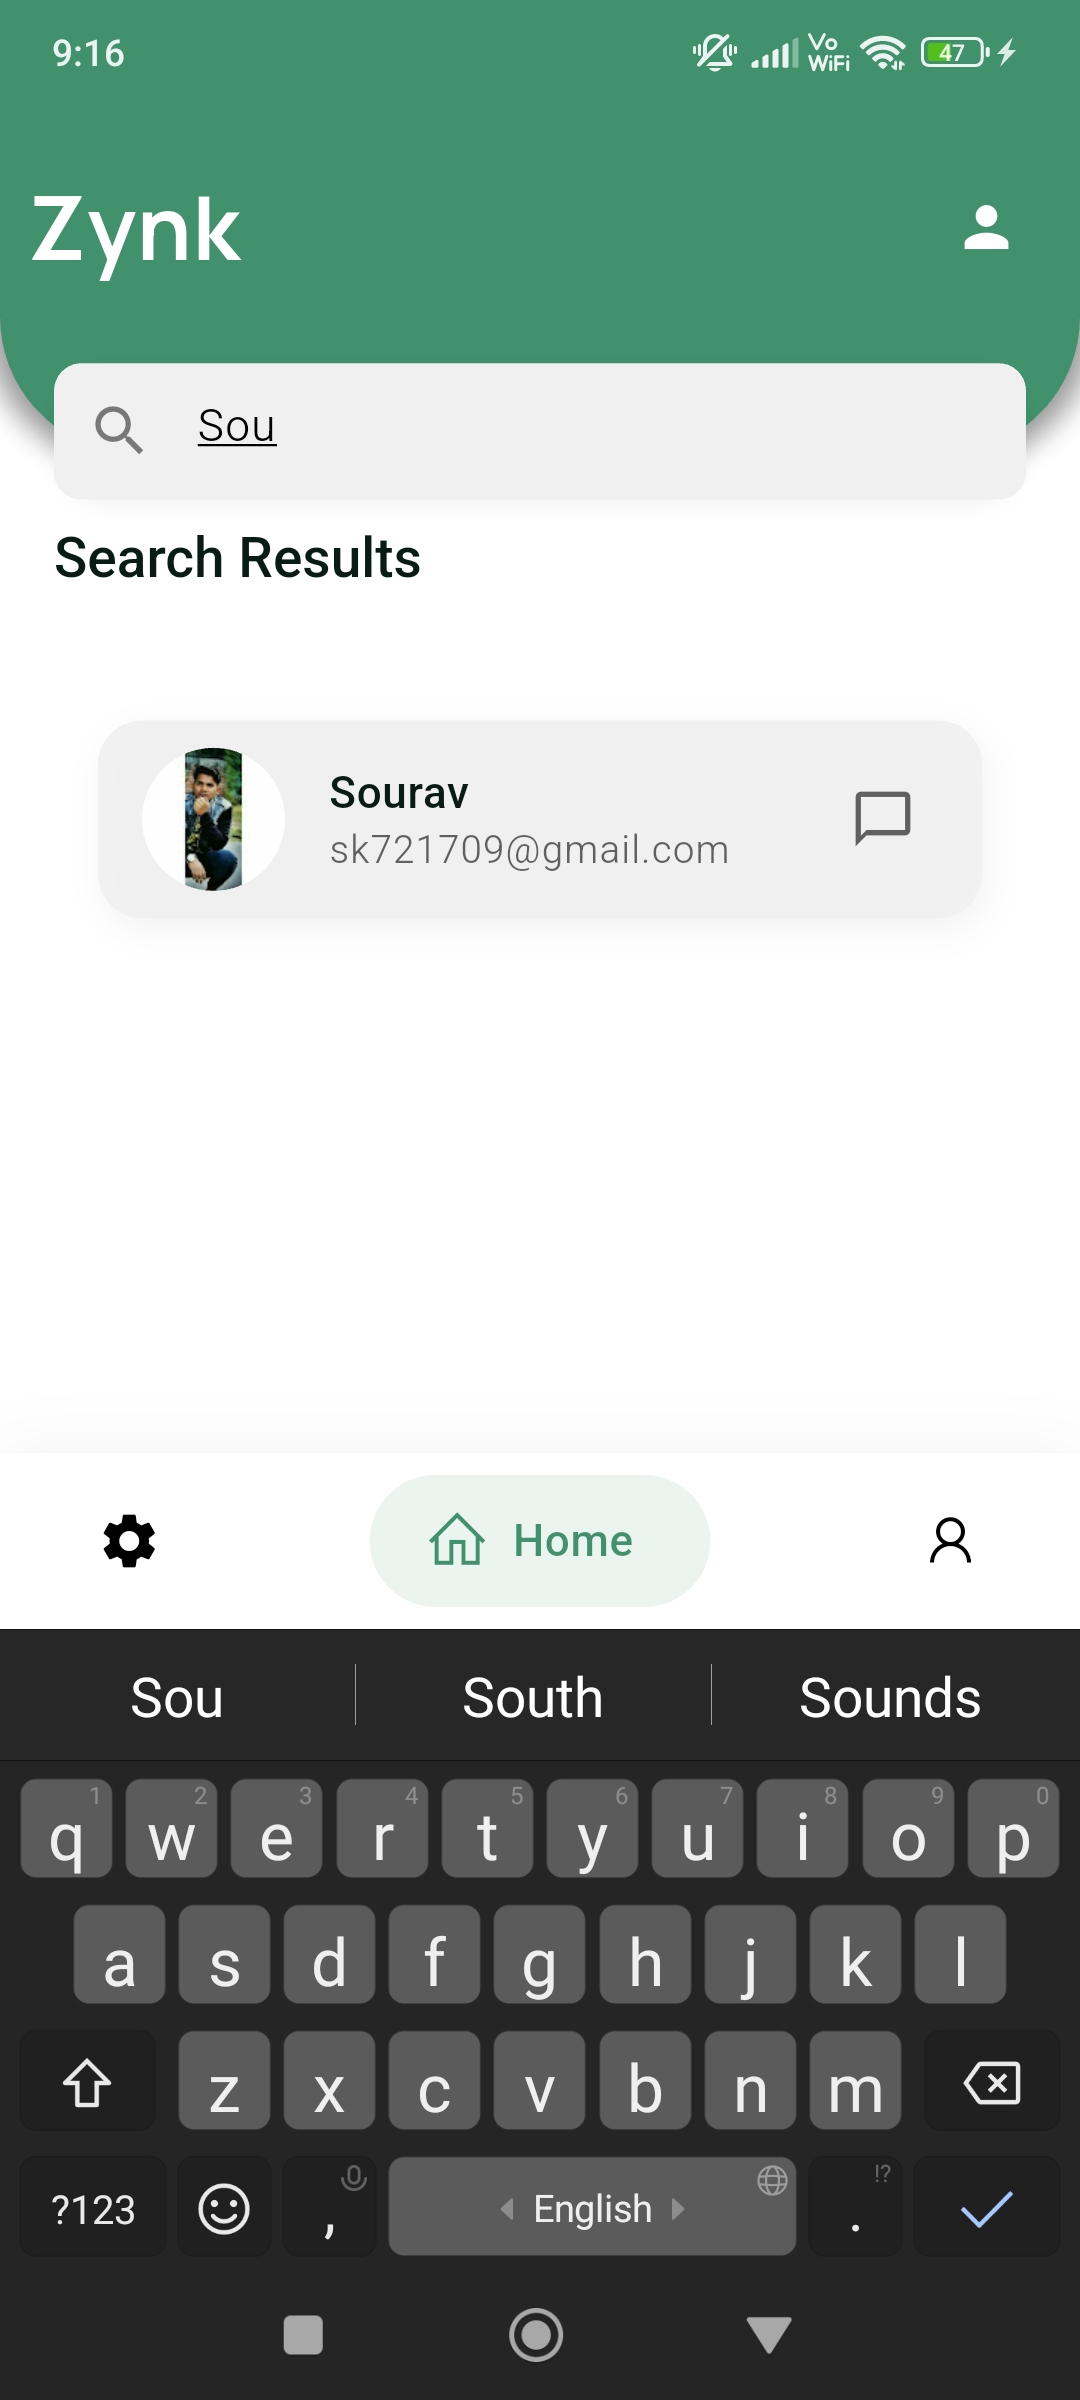 9:16
Vo
WiFi
47
Zynk
Sou
Search Results
Sourav
sk721709@gmail.com
Home
Sou South Sounds
1 2 3 4 5 6 7 8 9 0
q w e r t y u i o p
a s d f g h j k l
z x c v b n m
!?
?123 , English .